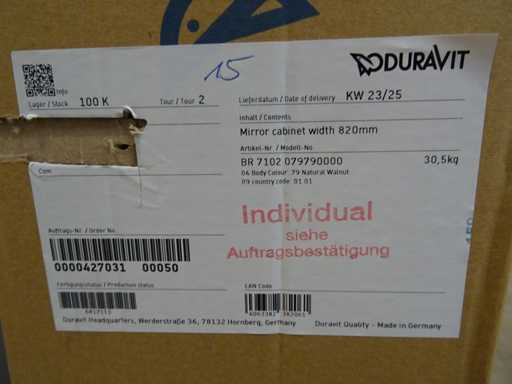 15
DURAVIT
Info
Lager / Stock 100 K Tour / Tour 2 Lieferdatum / Date of delivery KW 23/25
Inhalt / Contents
Mirror cabinet width 820mm
Artikel-Nr. / Modell-No.
BR 7102 079790000 30,5kg
04 Body Colour: 79 Natural Walnut
09 country code: 01 01
Com.
Individual
siehe
Auftragsbestätigung
Auftrags-Nr. / Order No.
0000427031 00050
Fertigungsstatus / Production status
EAN Code
Duravit Headquarters, Werderstraße 36, 78132 Hornberg, Germany Duravit Quality - Made in Germany